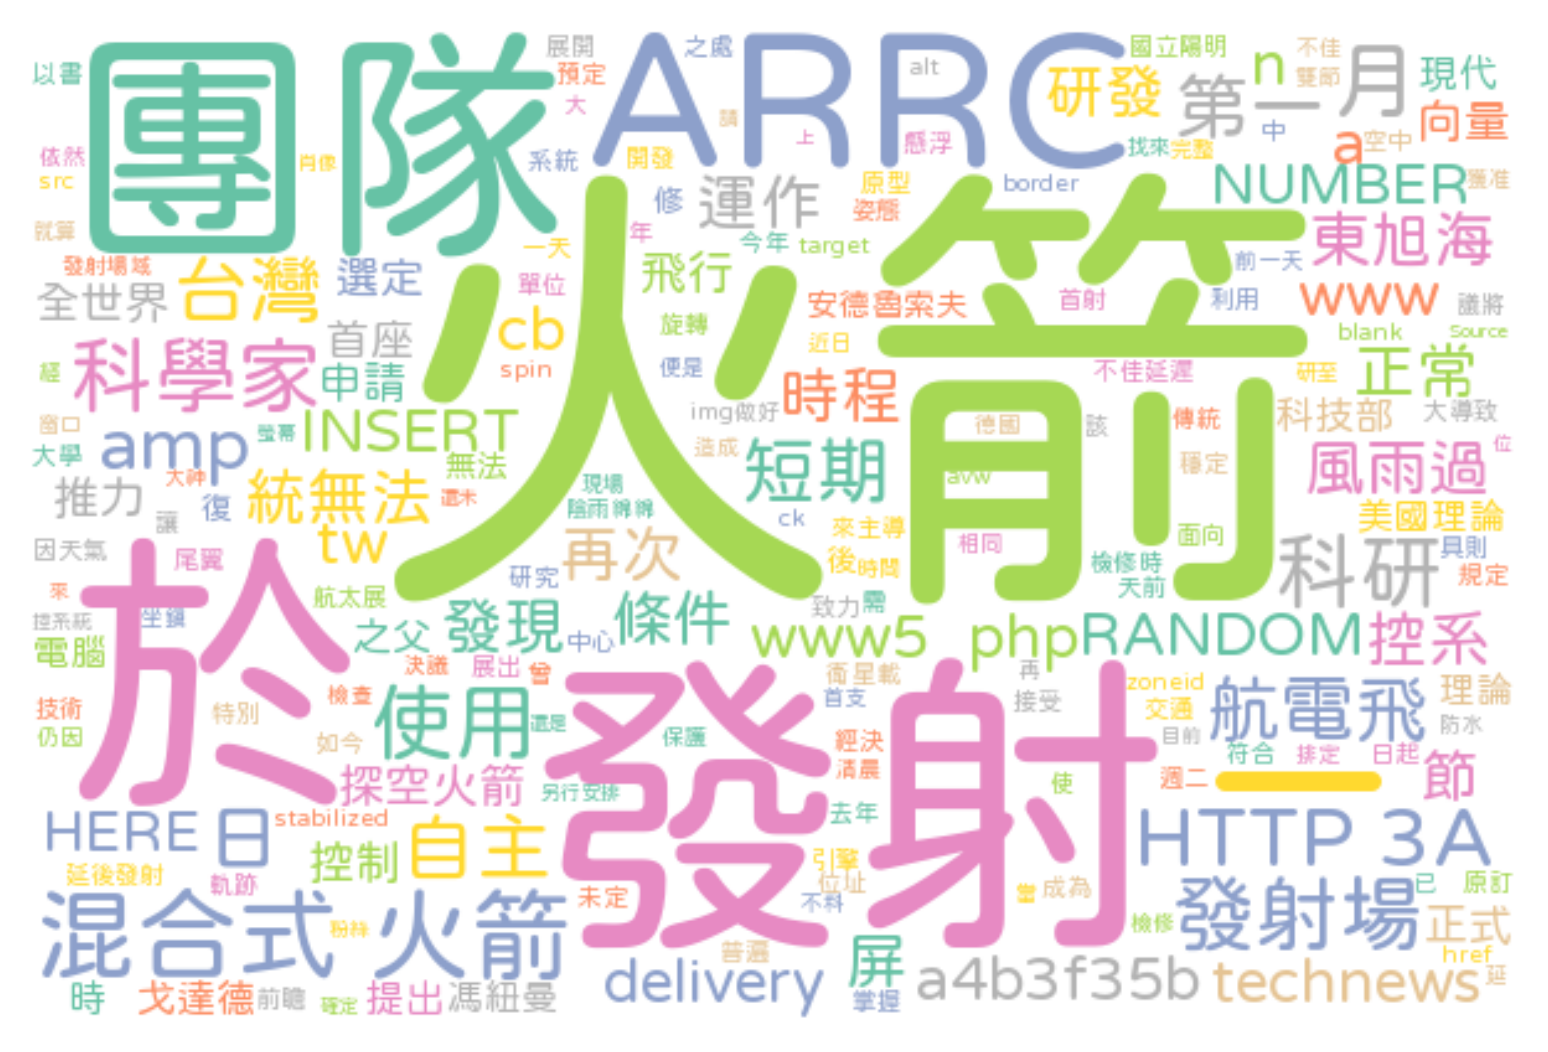 團隊 ARRC
以書
展開
預定
大
之處
alt
請
上
懸浮
國立陽明
研發
第一
n
不佳
雙節
月
現代
向量
中
a
空中
找來
完整
依然
src
肖像
系統
開發
修
運作
原型
姿態
border
NUMBER
獲准
就算
一天
年
今年
target
火箭
前一天
東旭海
發射場域
全世界
台灣
選定
單位
飛行
安德魯索夫
首射
利用
www
議將
首座
cb
旋轉
近日
blank
Source
經
科學家
申請
spin
便是
時程
不佳延遲
研至
正常
窗口
img做好
德國
該
傳統
科技部
大導致
大學
amp
螢幕
INSERT
無法
造成
短期
avw
穩定
風雨過
位
推力
大神
統無法
還未
現場
陰雨綿綿
ck
美國理論
讓
復
tw
再次
來主導
後
時間
相同
面向
檢修時
天前
科研
具則
規定
因天氣
尾翼
研究
來
控系統
坐鎮
航太展
之父
發現
中心
條件
致力
需
www5
php
RANDOM
控系
電腦
於
決議
展出
曾
衛星載
再
zoneid
航電飛
理論
技術
仍因
特別
檢查
使用
還是
首支
接受
交通
目前
防水
如今
保護
經決
清晨
發射
符合
排定
日起
探空火箭
另行安排
去年
使
週二
一
節
HERE
日
stabilized
自主
控制
引擎
位址
HTTP
3A
延後發射
軌跡
未定
不料
當
成為
已
原訂
混合式火箭
粉絲
普遍
屏
檢修
發射場
正式
href
時
戈達德
前瞻
確定
提出
馮紐曼
delivery
掌握
a4b3f35b
technews
延